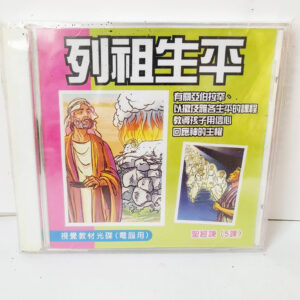 列祖生平
有關亞伯拉罕、
以撒及雅各生平的課程
教導孩子用信心
回應神的主權
視覺教材光碟(電腦用)
聖經課(5課)